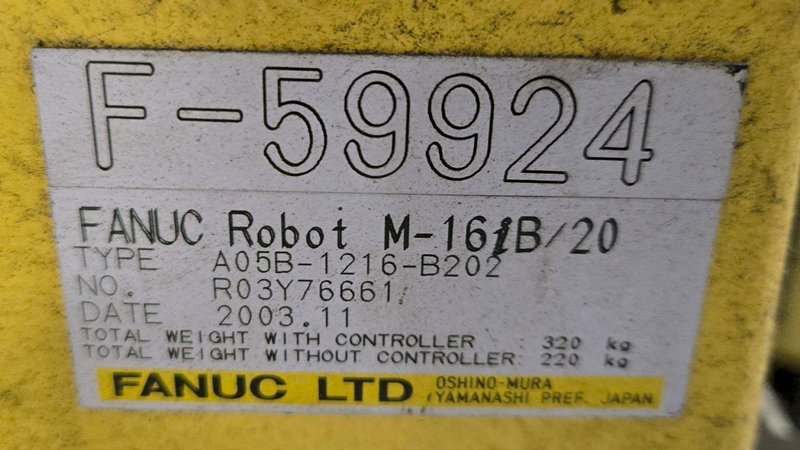 F-59924
FANUC Robot M-16iB/20
TYPE A05B-1216-B202
NO. R03Y76661
DATE 2003.11
TOTAL WEIGHT WITH CONTROLLER : 320 kg
TOTAL WEIGHT WITHOUT CONTROLLER: 220 kg
FANUC LTD OSHINO-MURA
(YAMANASHI PREF. JAPAN